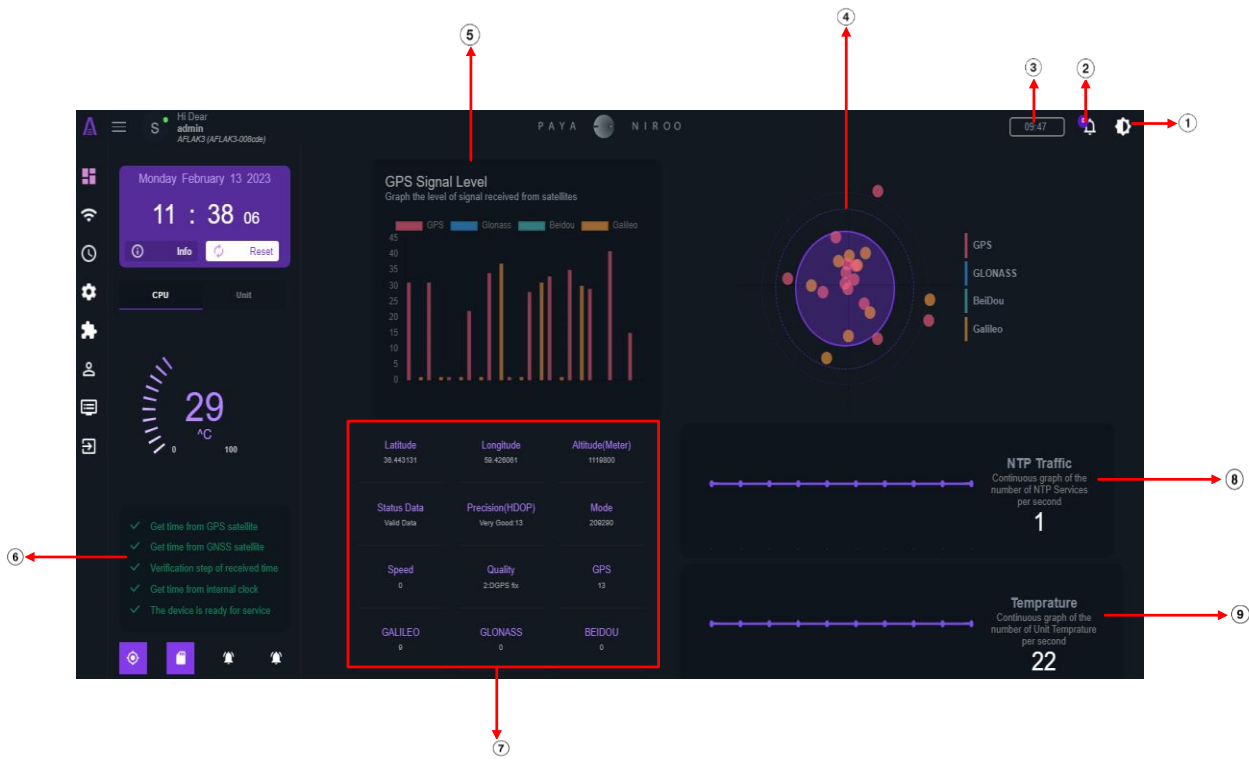 5
4
3
2
1
Hi Dear
admin
AFLAK3 (AFLAK3-008cde)
PAYA NIROO
09:47
Monday February 13 2023
11 : 38 06
Info
Reset
CPU
Unit
29
^C
0
100
Get time from GPS satellite
Get time from GNSS satellite
Verification step of received time
Get time from internal clock
The device is ready for service
6
GPS Signal Level
Graph the level of signal received from satellites
GPS Glonass Beidou Galileo
45
40
35
30
25
20
15
10
5
0
GPS
GLONASS
BeiDou
Galileo
Latitude Longitude Altitude(Meter)
36.443131 59.426061 1119800
Status Data Precision(HDOP) Mode
Valid Data Very Good:13 209290
Speed Quality GPS
0 2:DGPS fix 13
GALILEO GLONASS BEIDOU
9 0 0
7
NTP Traffic
Continuous graph of the
number of NTP Services
per second
1
8
Temprature
Continuous graph of the
number of Unit Temprature
per second
22
9